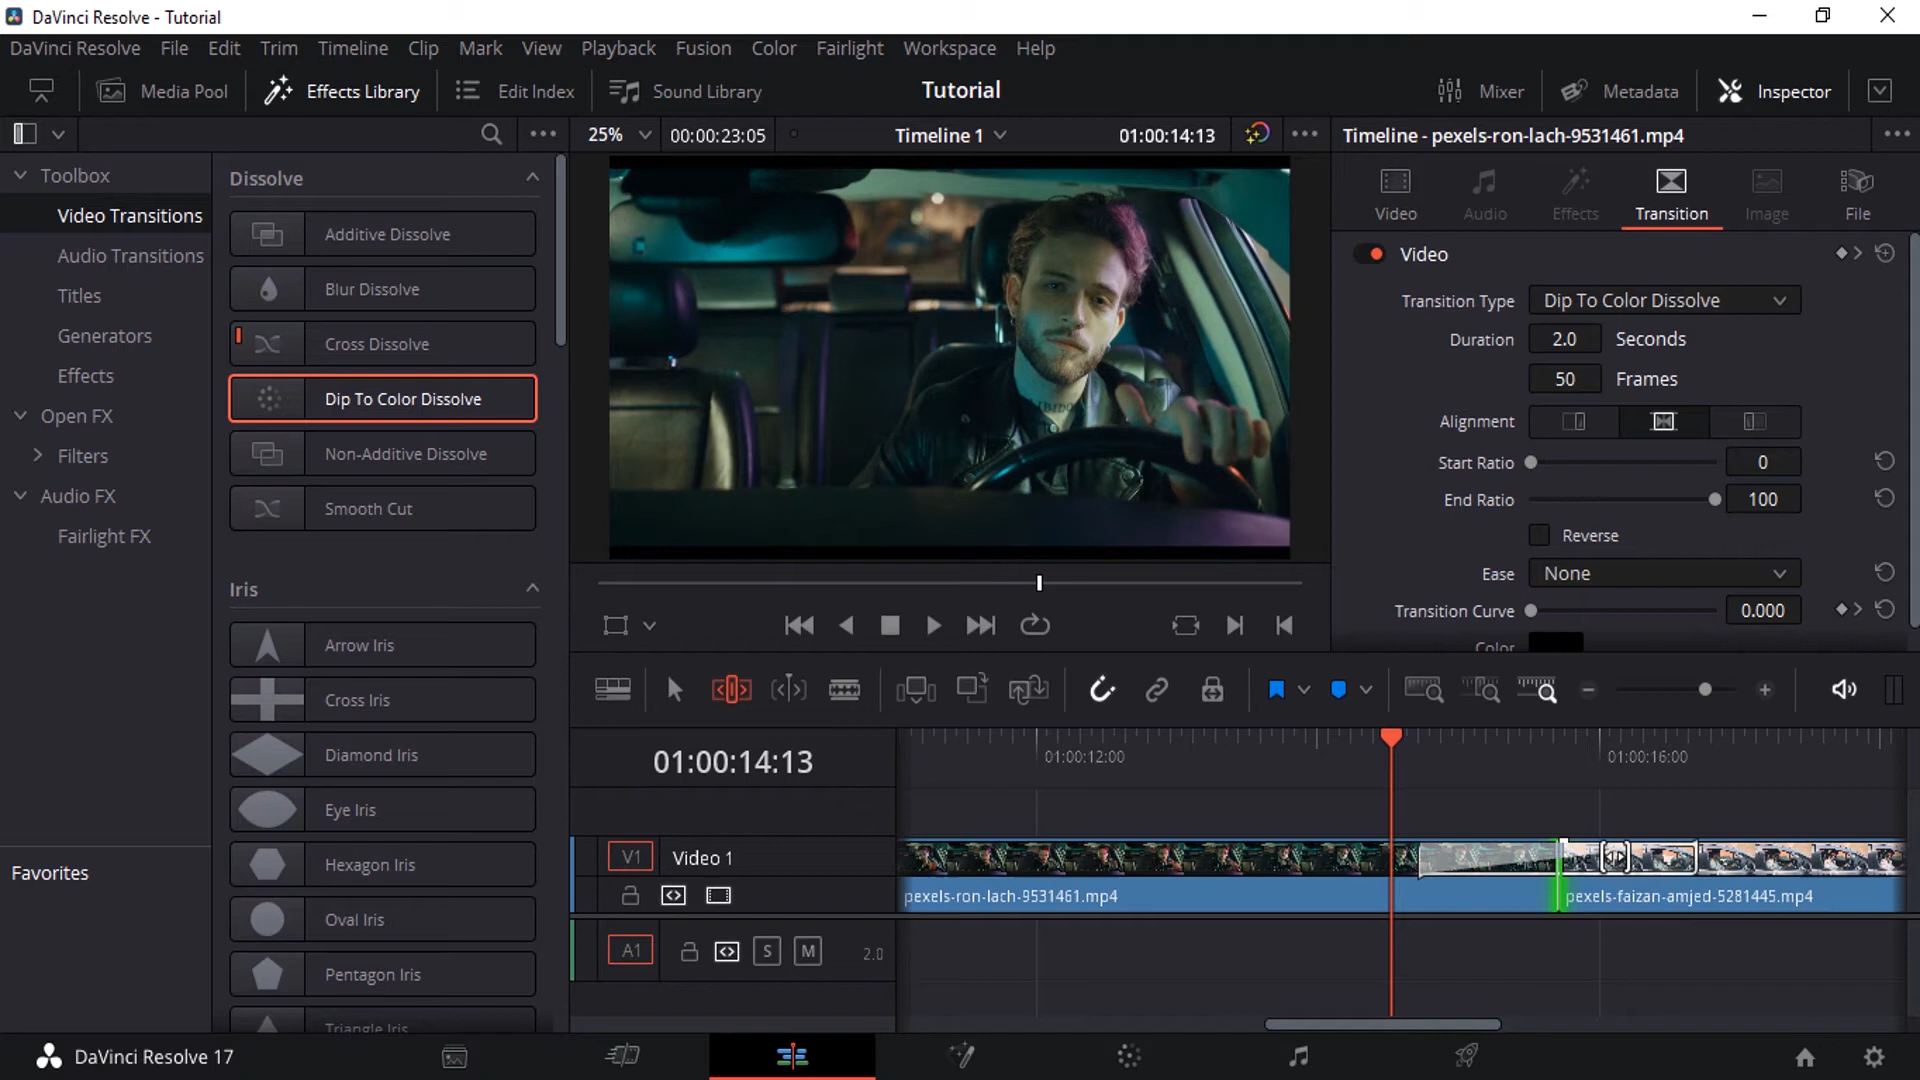 DaVinci Resolve - Tutorial
DaVinci Resolve File Edit Trim Timeline Clip Mark View Playback Fusion Color Fairlight Workspace Help
Media Pool Effects Library Edit Index Sound Library Tutorial Mixer Metadata Inspector
25% 00:00:23:05 Timeline 1 01:00:14:13 Timeline - pexels-ron-lach-9531461.mp4
Toolbox
Video Transitions
Audio Transitions
Titles
Generators
Effects
Open FX
Filters
Audio FX
Fairlight FX
Favorites
Dissolve
Additive Dissolve
Blur Dissolve
Cross Dissolve
Dip To Color Dissolve
Non-Additive Dissolve
Smooth Cut
Iris
Arrow Iris
Cross Iris
Diamond Iris
Eye Iris
Hexagon Iris
Oval Iris
Pentagon Iris
Triangle Iris
Video Audio Effects Transition Image File
Video
Transition Type Dip To Color Dissolve
Duration 2.0 Seconds
50 Frames
Alignment
Start Ratio 0
End Ratio 100
Reverse
Ease None
Transition Curve 0.000
Color
01:00:14:13
01:00:12:00 01:00:16:00
V1 Video 1
pexels-ron-lach-9531461.mp4 pexels-faizan-amjed-5281445.mp4
A1 S M 2.0
DaVinci Resolve 17